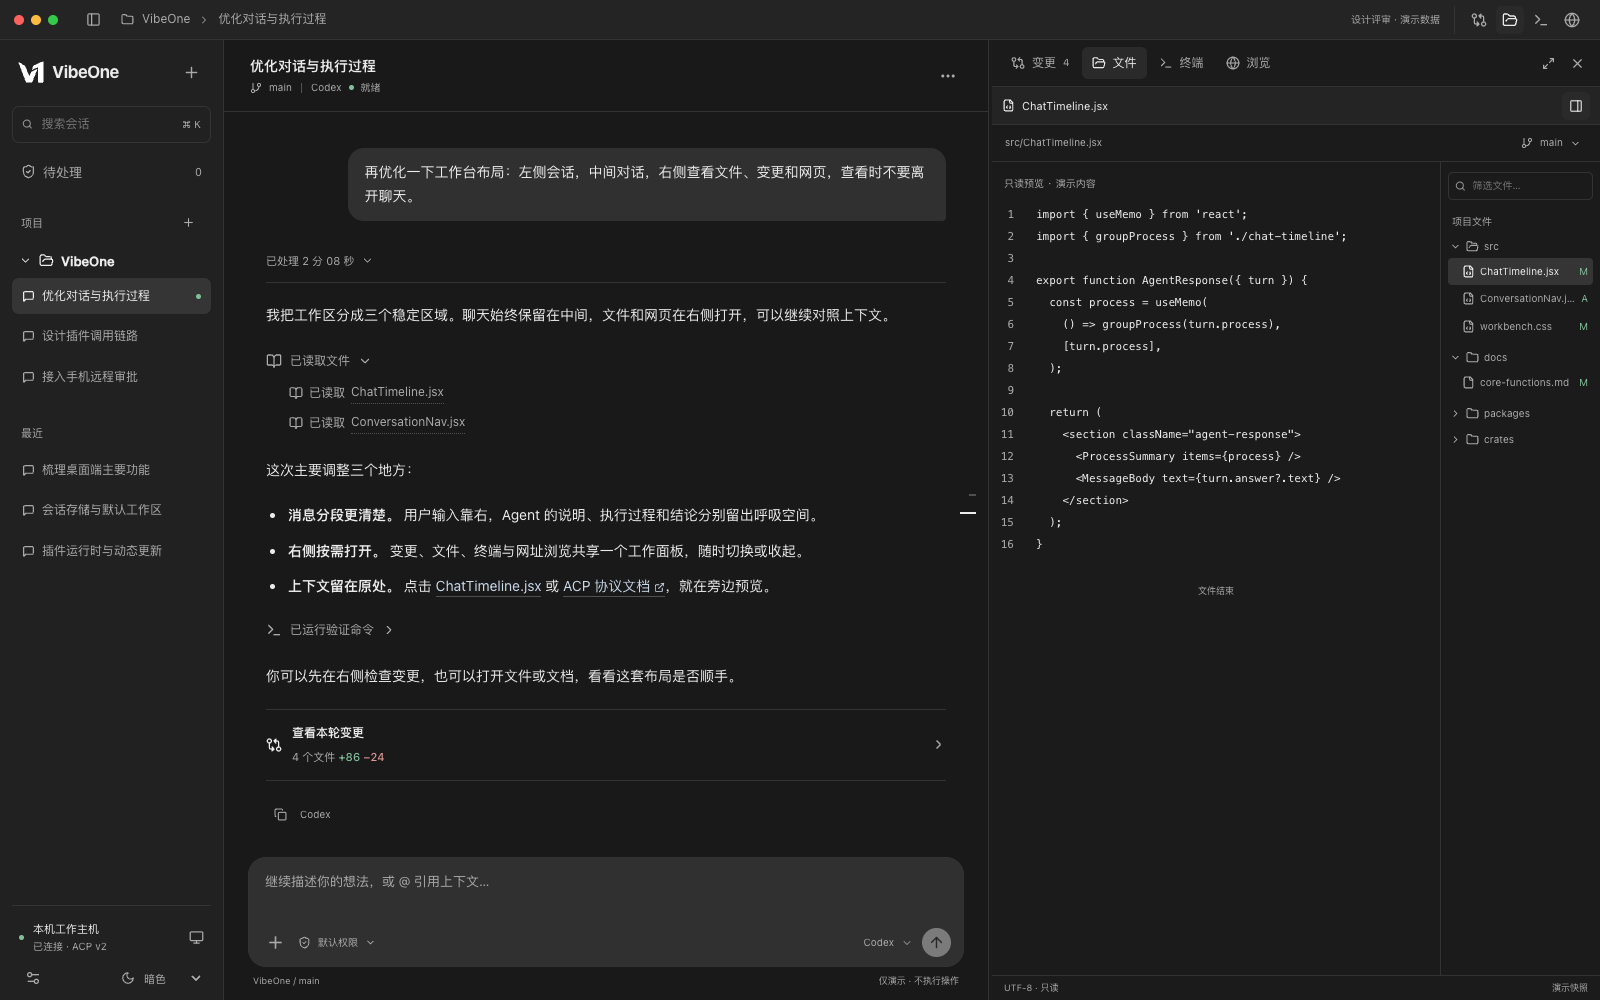 VibeOne
优化对话与执行过程
设计评审 · 演示数据
VibeOne
搜索会话
⌘ K
待处理
0
项目
VibeOne
优化对话与执行过程
设计插件调用链路
接入手机远程审批
最近
梳理桌面端主要功能
会话存储与默认工作区
插件运行时与动态更新
本机工作主机
已连接 · ACP v2
暗色
优化对话与执行过程
main | Codex 就绪
再优化一下工作台布局：左侧会话，中间对话，右侧查看文件、变更和网页，查看时不要离
开聊天。
已处理 2 分 08 秒
我把工作区分成三个稳定区域。聊天始终保留在中间，文件和网页在右侧打开，可以继续对照上下文。
已读取文件
已读取 ChatTimeline.jsx
已读取 ConversationNav.jsx
这次主要调整三个地方：
• 消息分段更清楚。 用户输入靠右，Agent 的说明、执行过程和结论分别留出呼吸空间。
• 右侧按需打开。 变更、文件、终端与网址浏览共享一个工作面板，随时切换或收起。
• 上下文留在原处。 点击 ChatTimeline.jsx 或 ACP 协议文档，就在旁边预览。
已运行验证命令
你可以先在右侧检查变更，也可以打开文件或文档，看看这套布局是否顺手。
查看本轮变更
4 个文件 +86 −24
Codex
继续描述你的想法，或 @ 引用上下文...
默认权限
Codex
VibeOne / main
仅演示 · 不执行操作
变更 4
文件
终端
浏览
ChatTimeline.jsx
src/ChatTimeline.jsx
main
只读预览 · 演示内容
1 import { useMemo } from 'react';
2 import { groupProcess } from './chat-timeline';
3
4 export function AgentResponse({ turn }) {
5 const process = useMemo(
6 () => groupProcess(turn.process),
7 [turn.process],
8 );
9
10 return (
11 <section className="agent-response">
12 <ProcessSummary items={process} />
13 <MessageBody text={turn.answer?.text} />
14 </section>
15 );
16 }
文件结束
筛选文件...
项目文件
src
ChatTimeline.jsx M
ConversationNav.j... A
workbench.css M
docs
core-functions.md M
packages
crates
UTF-8 · 只读
演示快照